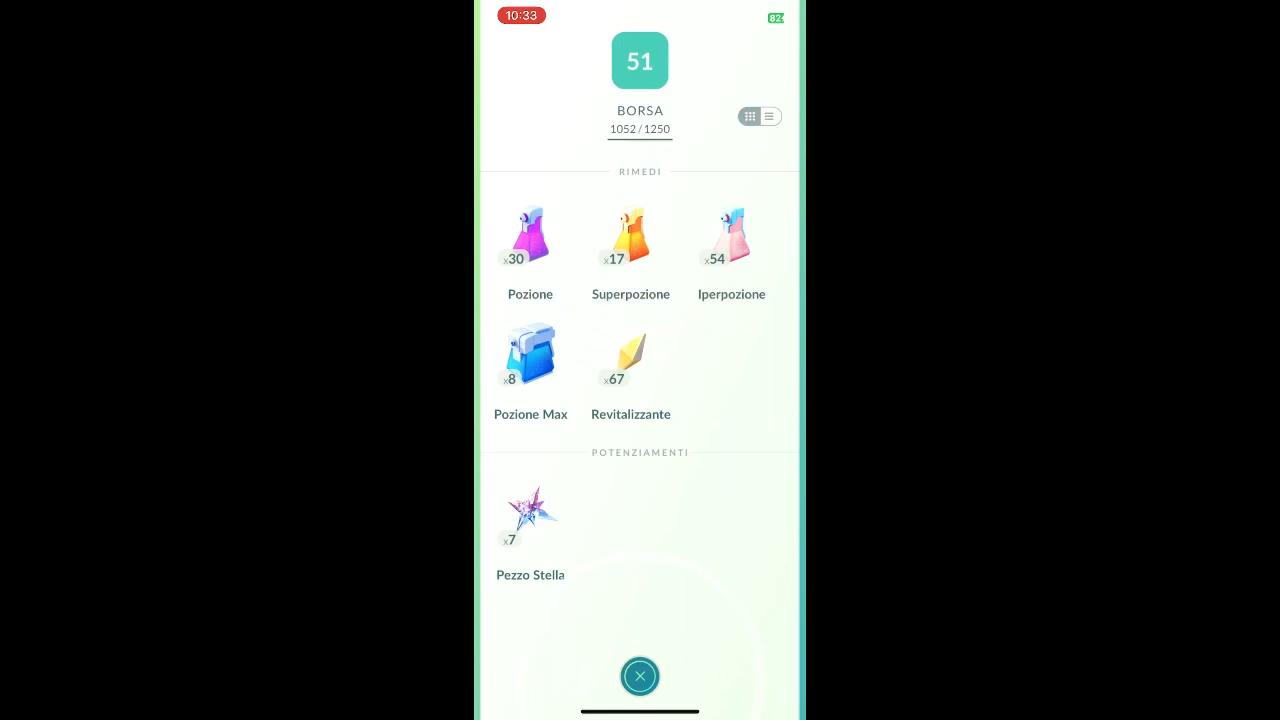 10:33
82
51
BORSA
1052 / 1250
RIMEDI
x30
x17
x54
Pozione
Superpozione
Iperpozione
x8
x67
Pozione Max
Revitalizzante
POTENZIAMENTI
x7
Pezzo Stella